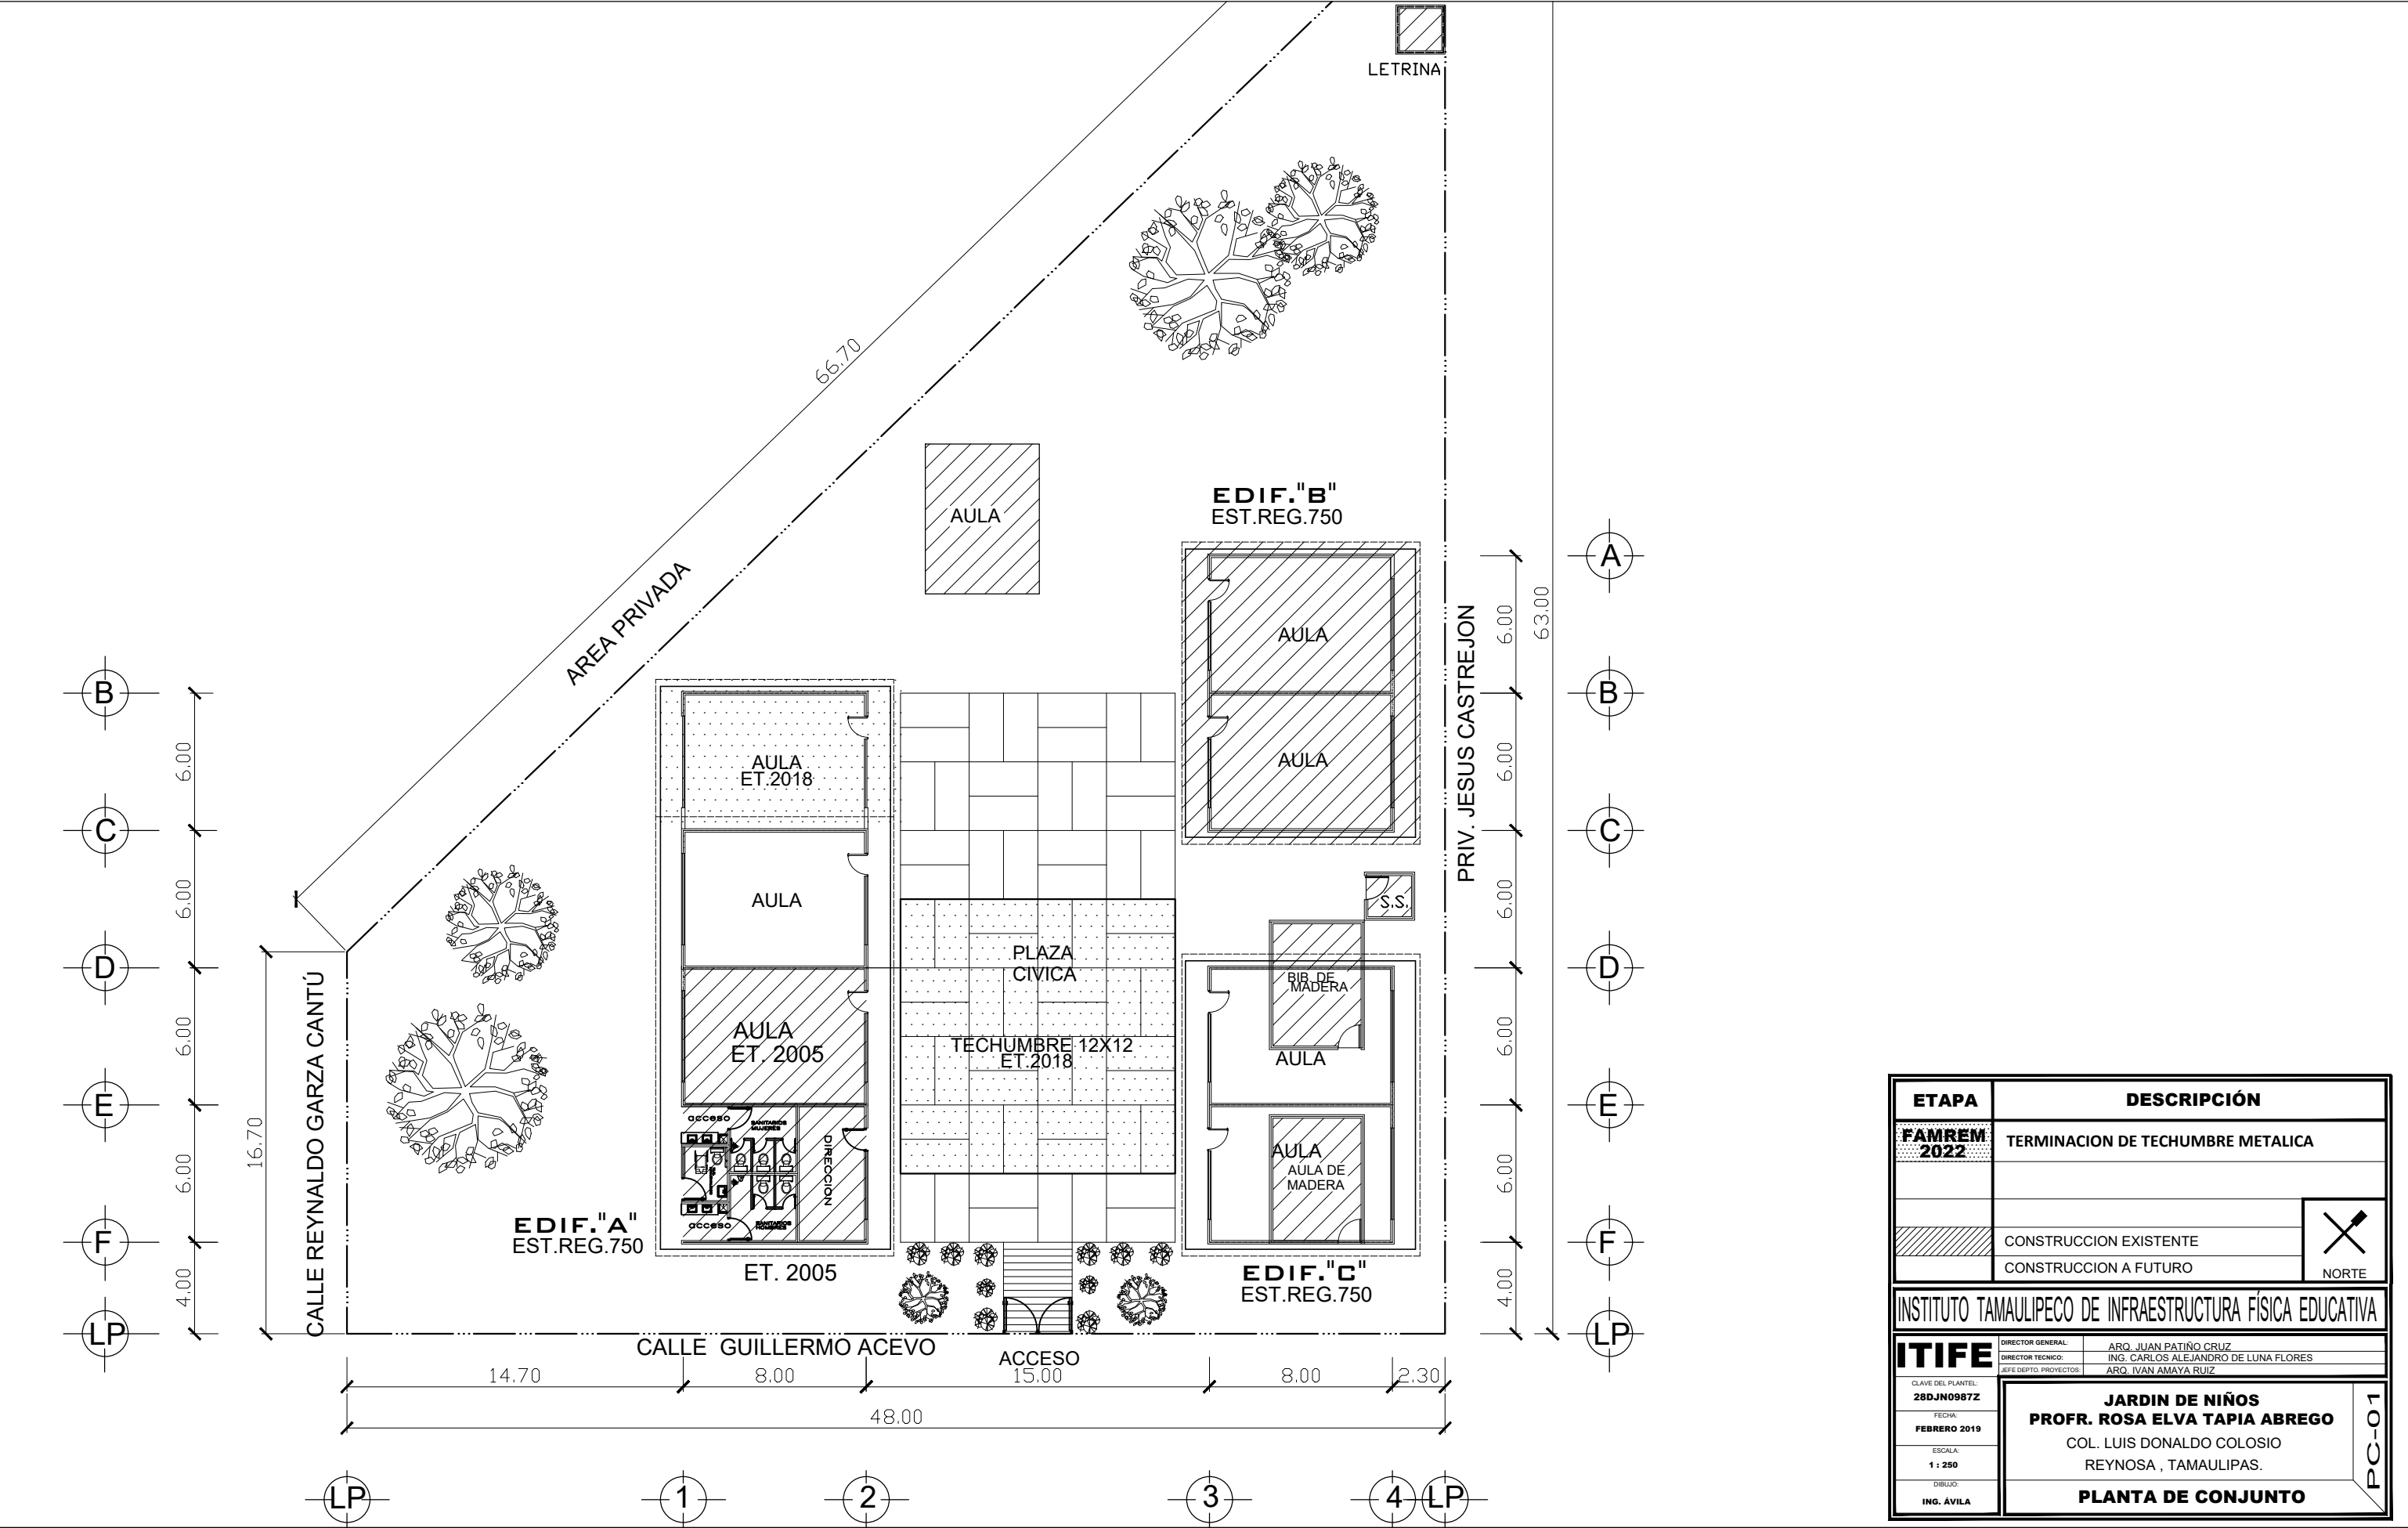 LETRINA
66.70
AREA PRIVADA
AULA
EDIF."B"
EST.REG.750
AULA
AULA
PRIV. JESUS CASTREJON
6.00
6.00
6.00
6.00
6.00
4.00
63.00
A
B
C
D
E
F
LP
B
C
D
E
F
LP
6.00
6.00
6.00
6.00
4.00
16.70
CALLE REYNALDO GARZA CANTÚ
AULA
ET.2018
AULA
AULA
ET. 2005
acceso
SANITARIOS
MUJERES
DIRECCION
acceso
SANITARIOS
HOMBRES
EDIF."A"
EST.REG.750
ET. 2005
PLAZA
CIVICA
TECHUMBRE 12X12
ET.2018
S.S.
BIB. DE
MADERA
AULA
AULA
AULA DE
MADERA
EDIF."C"
EST.REG.750
CALLE GUILLERMO ACEVO
ACCESO
14.70
8.00
15.00
8.00
2.30
48.00
LP
1
2
3
4
LP
ETAPA
DESCRIPCIÓN
FAMREM
2022
TERMINACION DE TECHUMBRE METALICA
CONSTRUCCION EXISTENTE
CONSTRUCCION A FUTURO
NORTE
INSTITUTO TAMAULIPECO DE INFRAESTRUCTURA FÍSICA EDUCATIVA
ITIFE
DIRECTOR GENERAL: ARQ. JUAN PATIÑO CRUZ
DIRECTOR TECNICO: ING. CARLOS ALEJANDRO DE LUNA FLORES
JEFE DEPTO. PROYECTOS: ARQ. IVAN AMAYA RUIZ
CLAVE DEL PLANTEL:
28DJN0987Z
FECHA:
FEBRERO 2019
ESCALA:
1 : 250
DIBUJO:
ING. ÁVILA
JARDIN DE NIÑOS
PROFR. ROSA ELVA TAPIA ABREGO
COL. LUIS DONALDO COLOSIO
REYNOSA , TAMAULIPAS.
PLANTA DE CONJUNTO
PC-01